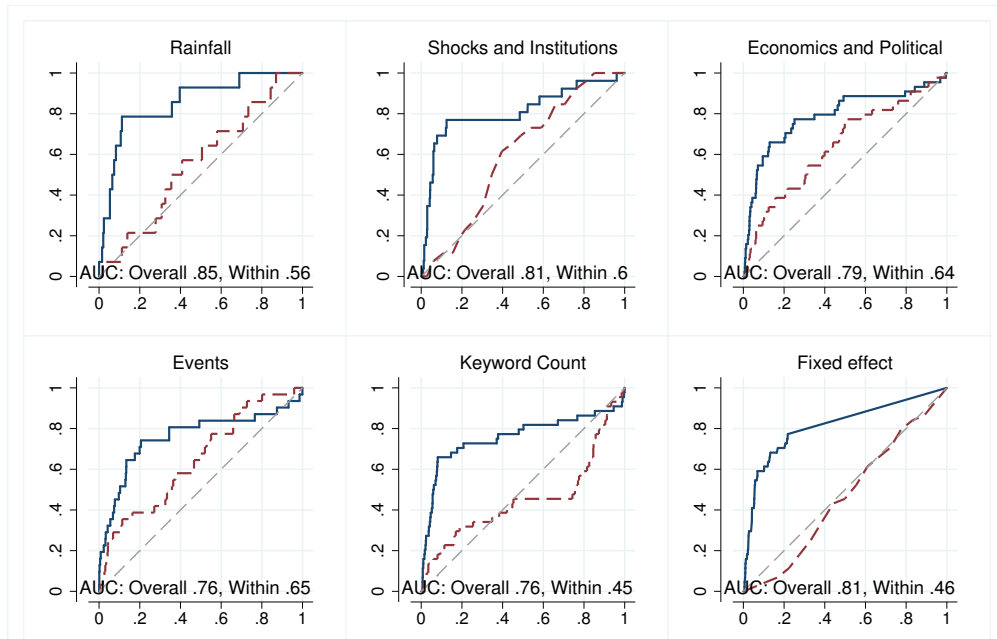 Rainfall
1
.8
.6
.4
.2
0
AUC: Overall .85, Within .56
0 .2 .4 .6 .8 1
Shocks and Institutions
1
.8
.6
.4
.2
0
AUC: Overall .81, Within .6
0 .2 .4 .6 .8 1
Economics and Political
1
.8
.6
.4
.2
0
AUC: Overall .79, Within .64
0 .2 .4 .6 .8 1
Events
1
.8
.6
.4
.2
0
AUC: Overall .76, Within .65
0 .2 .4 .6 .8 1
Keyword Count
1
.8
.6
.4
.2
0
AUC: Overall .76, Within .45
0 .2 .4 .6 .8 1
Fixed effect
1
.8
.6
.4
.2
0
AUC: Overall .81, Within .46
0 .2 .4 .6 .8 1